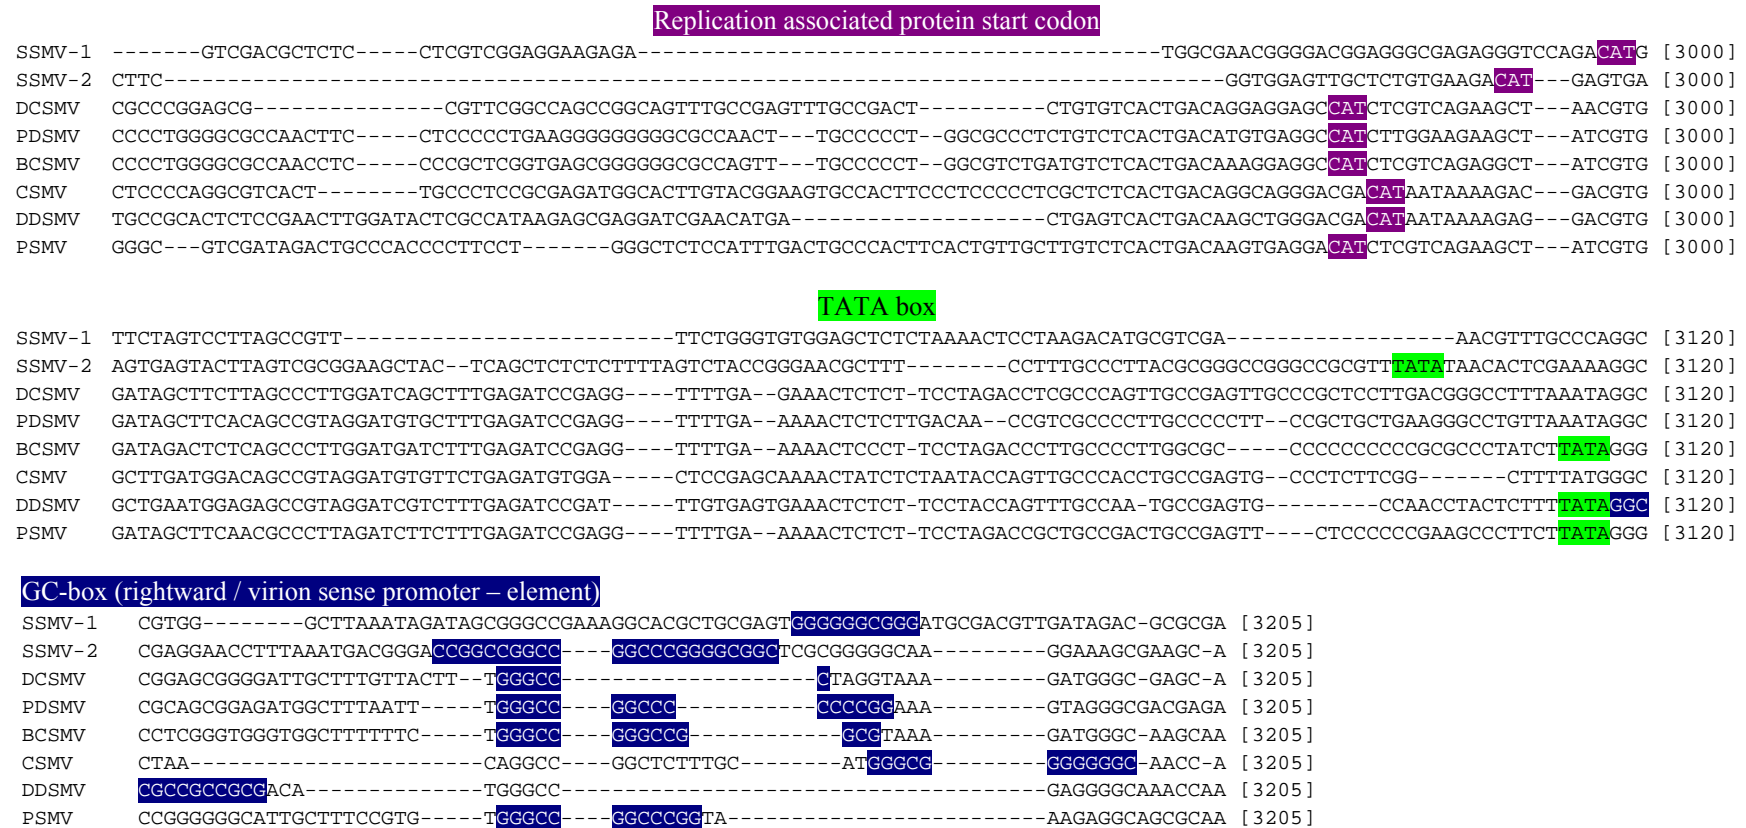 Replication associated protein start codon
SSMV-1 -------GTCGACGCTCTC-----CTCGTCGGAGGAAGAGA-----------------------------------------TGGCGAACGGGGACGGAGGGCGAGAGGGTCCAGACATG [3000]
SSMV-2 CTTC-----------------------------------------------------------------------------------GGTGGAGTTGCTCTGTGAAGACAT---GAGTGA [3000]
DCSMV CGCCCGGAGCG---------------CGTTCGGCCAGCCGGCAGTTTGCCGAGTTTGCCGACT----------CTGTGTCACTGACAGGAGGAGCCATCTCGTCAGAAGCT---AACGTG [3000]
PDSMV CCCCTGGGGCGCCAACTTC-----CTCCCCCTGAAGGGGGGGGGCGCCAACT---TGCCCCCT--GGCGCCCTCTGTCTCACTGACATGTGAGGCCATCTTGGAAGAAGCT---ATCGTG [3000]
BCSMV CCCCTGGGGCGCCAACCTC-----CCCGCTCGGTGAGCGGGGGGCGCCAGTT---TGCCCCCT--GGCGTCTGATGTCTCACTGACAAAGGAGGCCATCTCGTCAGAGGCT---ATCGTG [3000]
CSMV CTCCCCAGGCGTCACT--------TGCCCTCCGCGAGATGGCACTTGTACGGAAGTGCCACTTCCCTCCCCCTCGCTCTCACTGACAGGCAGGGACGACATAATAAAAGAC---GACGTG [3000]
DDSMV TGCCGCACTCTCCGAACTTGGATACTCGCCATAAGAGCGAGGATCGAACATGA--------------------CTGAGTCACTGACAAGCTGGGACGACATAATAAAAGAG---GACGTG [3000]
PSMV GGGC---GTCGATAGACTGCCCACCCCTTCCT-------GGGCTCTCCATTTGACTGCCCACTTCACTGTTGCTTGTCTCACTGACAAGTGAGGACATCTCGTCAGAAGCT---ATCGTG [3000]
TATA box
SSMV-1 TTCTAGTCCTTAGCCGTT--------------------------TTCTGGGTGTGGAGCTCTCTAAAACTCCTAAGACATGCGTCGA------------------AACGTTTGCCCAGGC [3120]
SSMV-2 AGTGAGTACTTAGTCGCGGAAGCTAC--TCAGCTCTCTCTTTTAGTCTACCGGGAACGCTTT--------CCTTTGCCCTTACGCGGGCCGGGCCGCGTTTATATAACACTCGAAAAGGC [3120]
DCSMV GATAGCTTCTTAGCCCTTGGATCAGCTTTGAGATCCGAGG----TTTTGA--GAAACTCTCT-TCCTAGACCTCGCCCAGTTGCCGAGTTGCCCGCTCCTTGACGGGCCTTTAAATAGGC [3120]
PDSMV GATAGCTTCACAGCCGTAGGATGTGCTTTGAGATCCGAGG----TTTTGA--AAAACTCTCTTGACAA--CCGTCGCCCCTTGCCCCCTT--CCGCTGCTGAAGGGCCTGTTAAATAGGC [3120]
BCSMV GATAGACTCTCAGCCCTTGGATGATCTTTGAGATCCGAGG----TTTTGA--AAAACTCCCT-TCCTAGACCCTTGCCCCTTGGCGC-----CCCCCCCCCCGCGCCCTATCTTATAGGG [3120]
CSMV GCTTGATGGACAGCCGTAGGATGTGTTCTGAGATGTGGA-----CTCCGAGCAAAACTATCTCTAATACCAGTTGCCCACCTGCCGAGTG---CCCTCTTCGG-------CTTTTATGGGC [3120]
DDSMV GCTGAATGGAGAGCCGTAGGATCGTCTTTGAGATCCGAT-----TTGTGAGTGAAACTCTCT-TCCTACCAGTTTGCCAA-TGCCGAGTG---------CCAACCTACTCTTTTATAGGC [3120]
PSMV GATAGCTTCAACGCCCTTAGATCTTCTTTGAGATCCGAGG----TTTTGA--AAAACTCTCT-TCCTAGACCGCTGCCGACTGCCGAGTT----CTCCCCCCGAAGCCCTTCTTATAGGG [3120]
GC-box (rightward / virion sense promoter – element)
SSMV-1 CGTGG--------GCTTAAATAGATAGCGGGCCGAAAGGCACGCTGCGAGTGGGGGGCGGGATGCGACGTTGATAGAC-GCGCGA [3205]
SSMV-2 CGAGGAACCTTTAAATGACGGGACCGGCCGGCC----GGCCCGGGGCGGCTCGCGGGGGCAA---------GGAAAGCGAAGC-A [3205]
DCSMV CGGAGCGGGGATTGCTTTGTTACTT--TGGGCC--------------------CTAGGTAAA---------GATGGGC-GAGC-A [3205]
PDSMV CGCAGCGGAGATGGCTTTAATT-----TGGGCC----GGCCC-----------CCCCGGAAA---------GTAGGGCGACGAGA [3205]
BCSMV CCTCGGGTGGGTGGCTTTTTTC-----TGGGCC----GGGCCG------------GCGTAAA---------GATGGGC-AAGCAA [3205]
CSMV CTAA-----------------------CAGGCC----GGCTCTTTGC--------ATGGGCG---------GGGGGGC-AACC-A [3205]
DDSMV CGCCGCCGCGACA--------------TGGGCC--------------------------------------GAGGGGCAAACCAA [3205]
PSMV CCGGGGGGCATTGCTTTCCGTG-----TGGGCC----GGCCCGGTA-------------------------AAGAGGCAGCGCAA [3205]